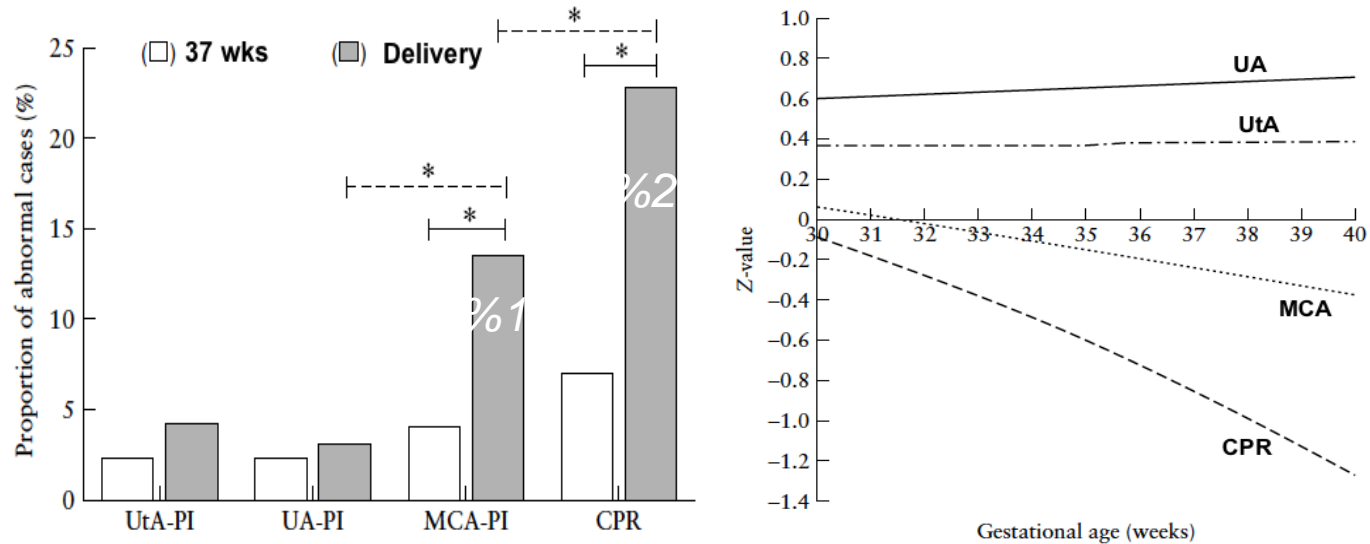 (□) 37 wks (■) Delivery
Proportion of abnormal cases (%)
25
20
15
10
5
0
*
*
*
*
%1
%2
UtA-PI UA-PI MCA-PI CPR
1.0
0.8
0.6
0.4
0.2
0
−0.2
−0.4
−0.6
−0.8
−1.0
−1.2
−1.4
Z-value
30 31 32 33 34 35 36 37 38 39 40
UA
UtA
MCA
CPR
Gestational age (weeks)